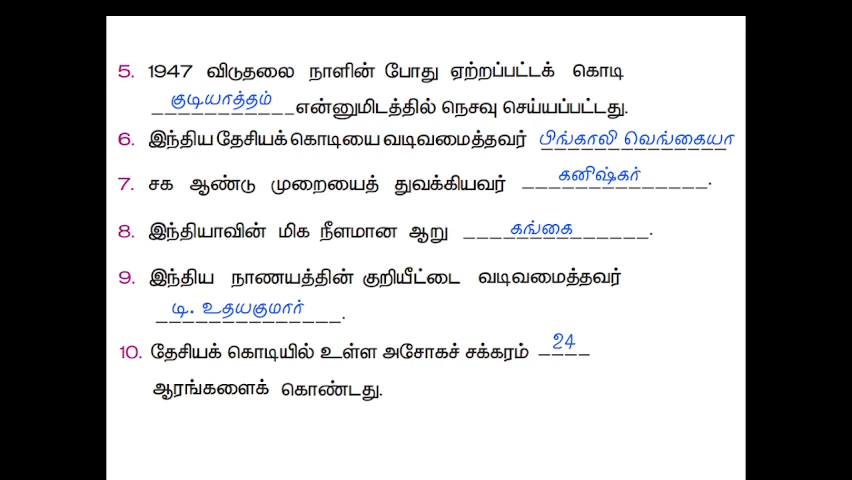 5. 1947 விடுதலை நாளின் போது ஏற்றப்பட்டக் கொடி
குடியாத்தம் என்னுமிடத்தில் நெசவு செய்யப்பட்டது.
6. இந்திய தேசியக் கொடியை வடிவமைத்தவர் பிங்காலி வெங்கையா
7. சக ஆண்டு முறையைத் துவக்கியவர் கனிஷ்கர்.
8. இந்தியாவின் மிக நீளமான ஆறு கங்கை.
9. இந்திய நாணயத்தின் குறியீட்டை வடிவமைத்தவர்
டி. உதயகுமார்.
10. தேசியக் கொடியில் உள்ள அசோகச் சக்கரம் 24
ஆரங்களைக் கொண்டது.